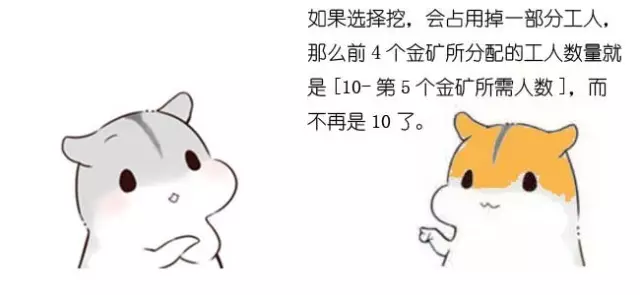 如果选择挖，会占用掉一部分工人，
那么前 4 个金矿所分配的工人数量就
是 [10- 第 5 个金矿所需人数 ]，而
不再是 10 了。